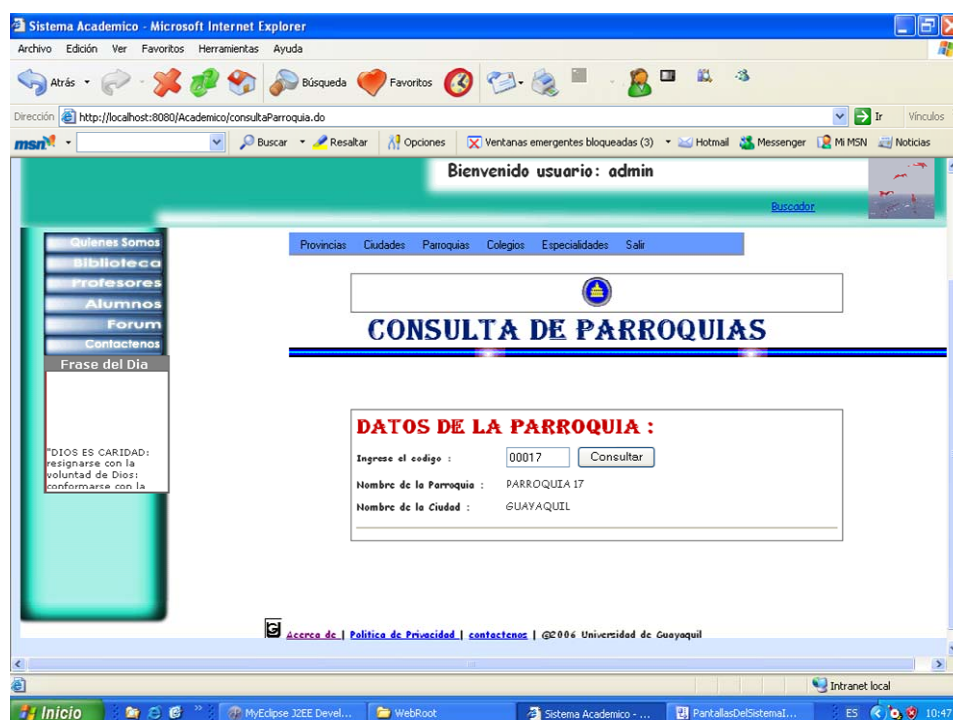 Sistema Academico - Microsoft Internet Explorer
Archivo Edición Ver Favoritos Herramientas Ayuda
Atrás Búsqueda Favoritos
Dirección http://localhost:8080/Academico/consultaParroquia.do Ir Vínculos
msn Buscar Resaltar Opciones Ventanas emergentes bloqueadas (3) Hotmail Messenger Mi MSN Noticias
Bienvenido usuario: admin
Buscador
Quienes Somos
Biblioteca
Profesores
Alumnos
Forum
Contactenos
Frase del Dia
"DIOS ES CARIDAD:
resignarse con la
voluntad de Dios:
conformarse con la
Provincias Ciudades Parroquias Colegios Especialidades Salir
CONSULTA DE PARROQUIAS
DATOS DE LA PARROQUIA :
Ingrese el codigo : 00017 Consultar
Nombre de la Parroquia : PARROQUIA 17
Nombre de la Ciudad : GUAYAQUIL
Acerca de | Politica de Privacidad | contactenos | @2006 Universidad de Guayaquil
Intranet local
Inicio MyEclipse J2EE Devel... WebRoot Sistema Academico - ... PantallasDelSistemaI... ES 10:47